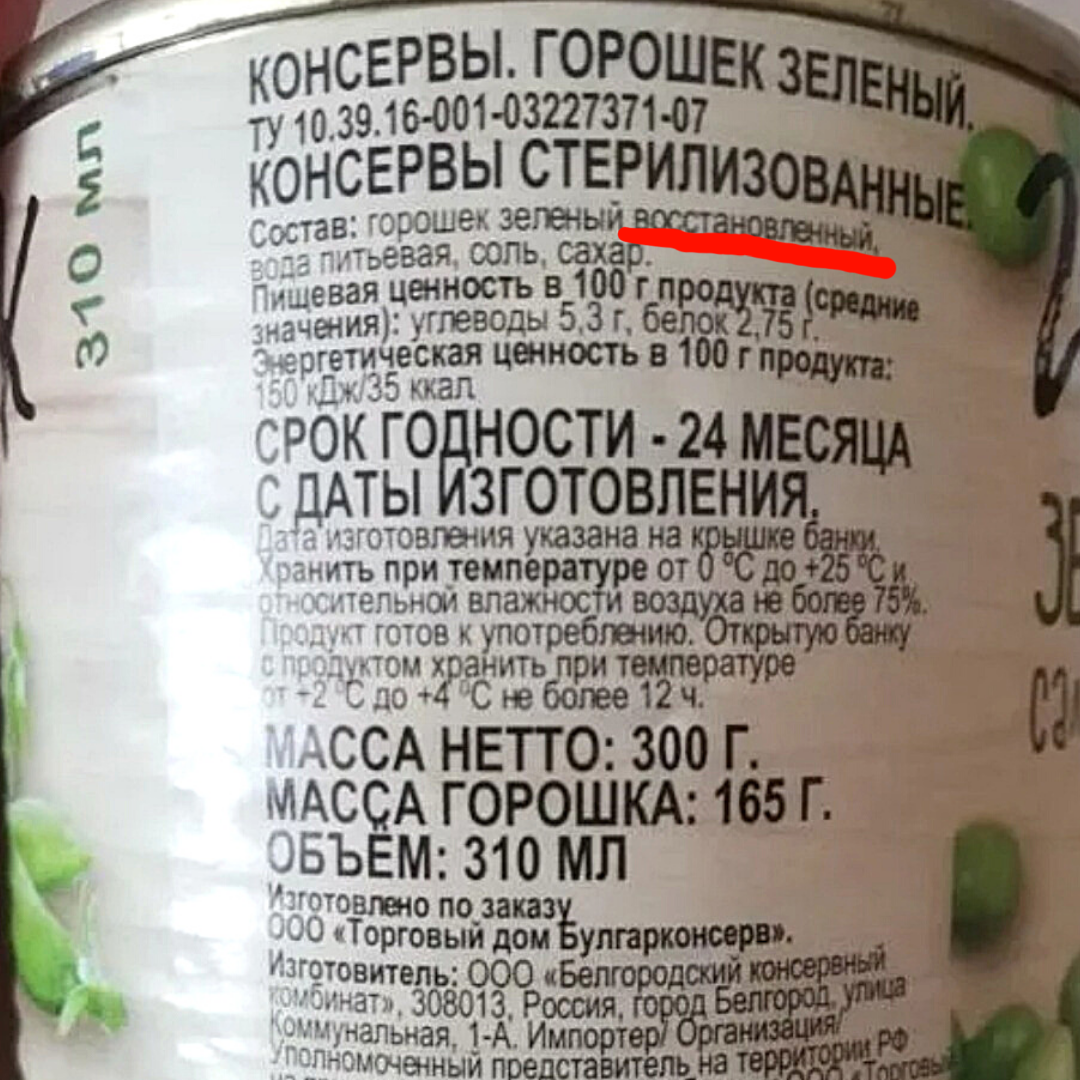 КОНСЕРВЫ. ГОРОШЕК ЗЕЛЕНЫЙ.
ТУ 10.39.16-001-03227371-07
КОНСЕРВЫ СТЕРИЛИЗОВАННЫЕ.
Состав: горошек зеленый восстановленный,
вода питьевая, соль, сахар.
Пищевая ценность в 100 г продукта (средние
значения): углеводы 5,3 г, белок 2,75 г.
Энергетическая ценность в 100 г продукта:
150 кДж/35 ккал
СРОК ГОДНОСТИ - 24 МЕСЯЦА
С ДАТЫ ИЗГОТОВЛЕНИЯ.
Дата изготовления указана на крышке банки.
Хранить при температуре от 0 °С до +25 °С и
относительной влажности воздуха не более 75%.
Продукт готов к употреблению. Открытую банку
с продуктом хранить при температуре
от +2 °С до +4 °С не более 12 ч.
МАССА НЕТТО: 300 Г.
МАССА ГОРОШКА: 165 Г.
ОБЪЁМ: 310 МЛ
Изготовлено по заказу
ООО «Торговый дом Булгарконсерв».
Изготовитель: ООО «Белгородский консервный
комбинат», 308013, Россия, город Белгород, улица
Коммунальная, 1-А. Импортер/ Организация/
Уполномоченный представитель на территории РФ
310 МЛ